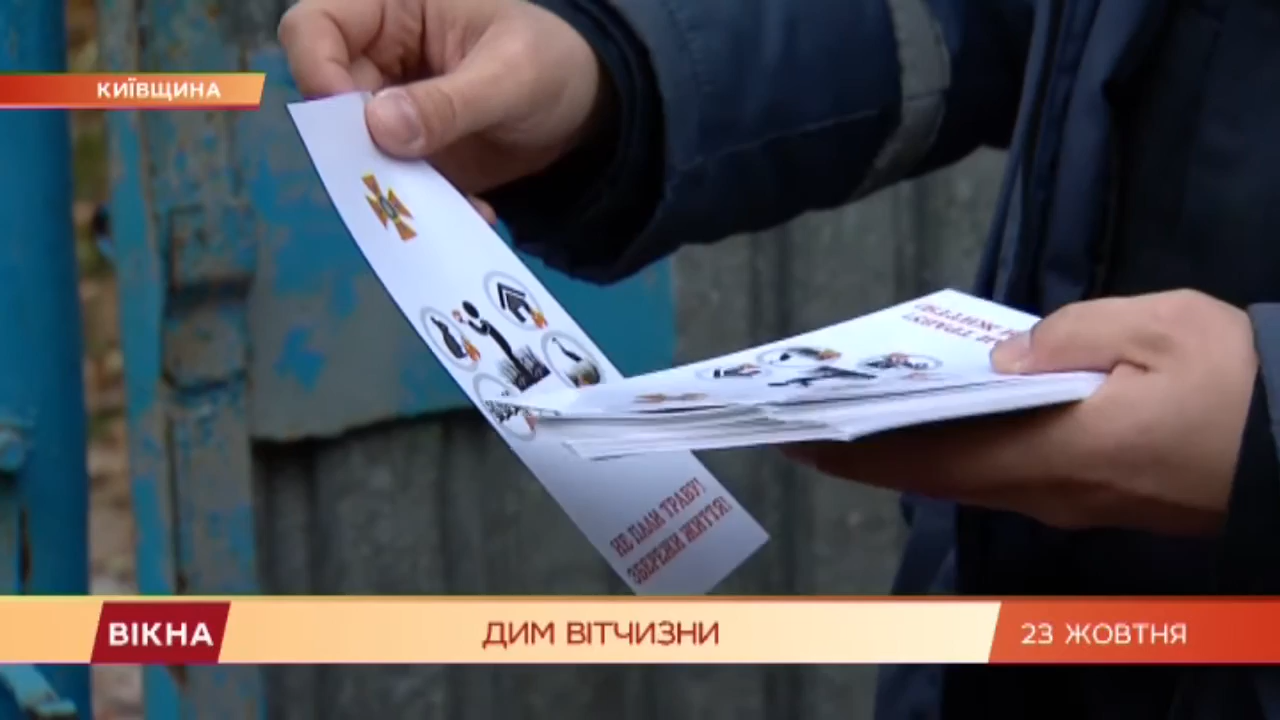 КИЇВЩИНА
НЕ ПАЛИ ТРАВУ!
ЗБЕРЕЖИ ЖИТТЯ!
ВІКНА
ДИМ ВІТЧИЗНИ
23 ЖОВТНЯ